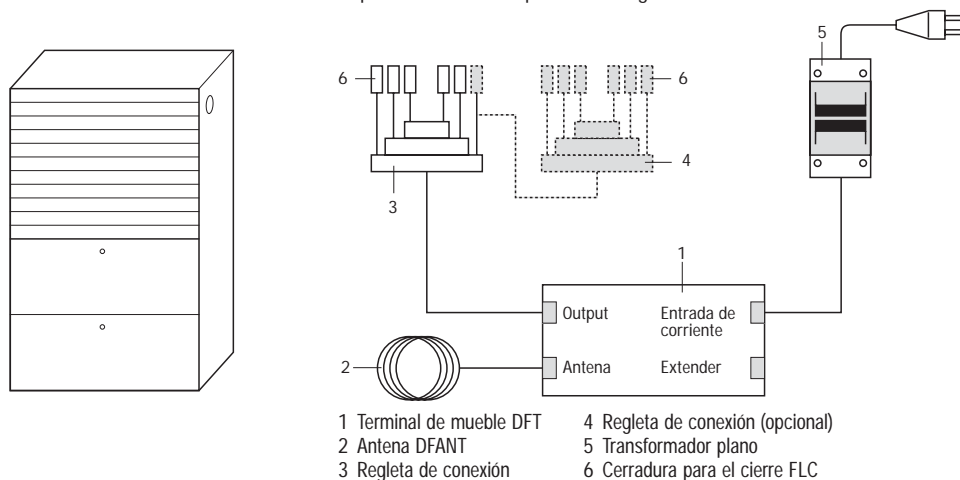 5
6
6
4
3
1
Output
Entrada de
corriente
2
Antena
Extender
1 Terminal de mueble DFT
2 Antena DFANT
3 Regleta de conexión
4 Regleta de conexión (opcional)
5 Transformador plano
6 Cerradura para el cierre FLC